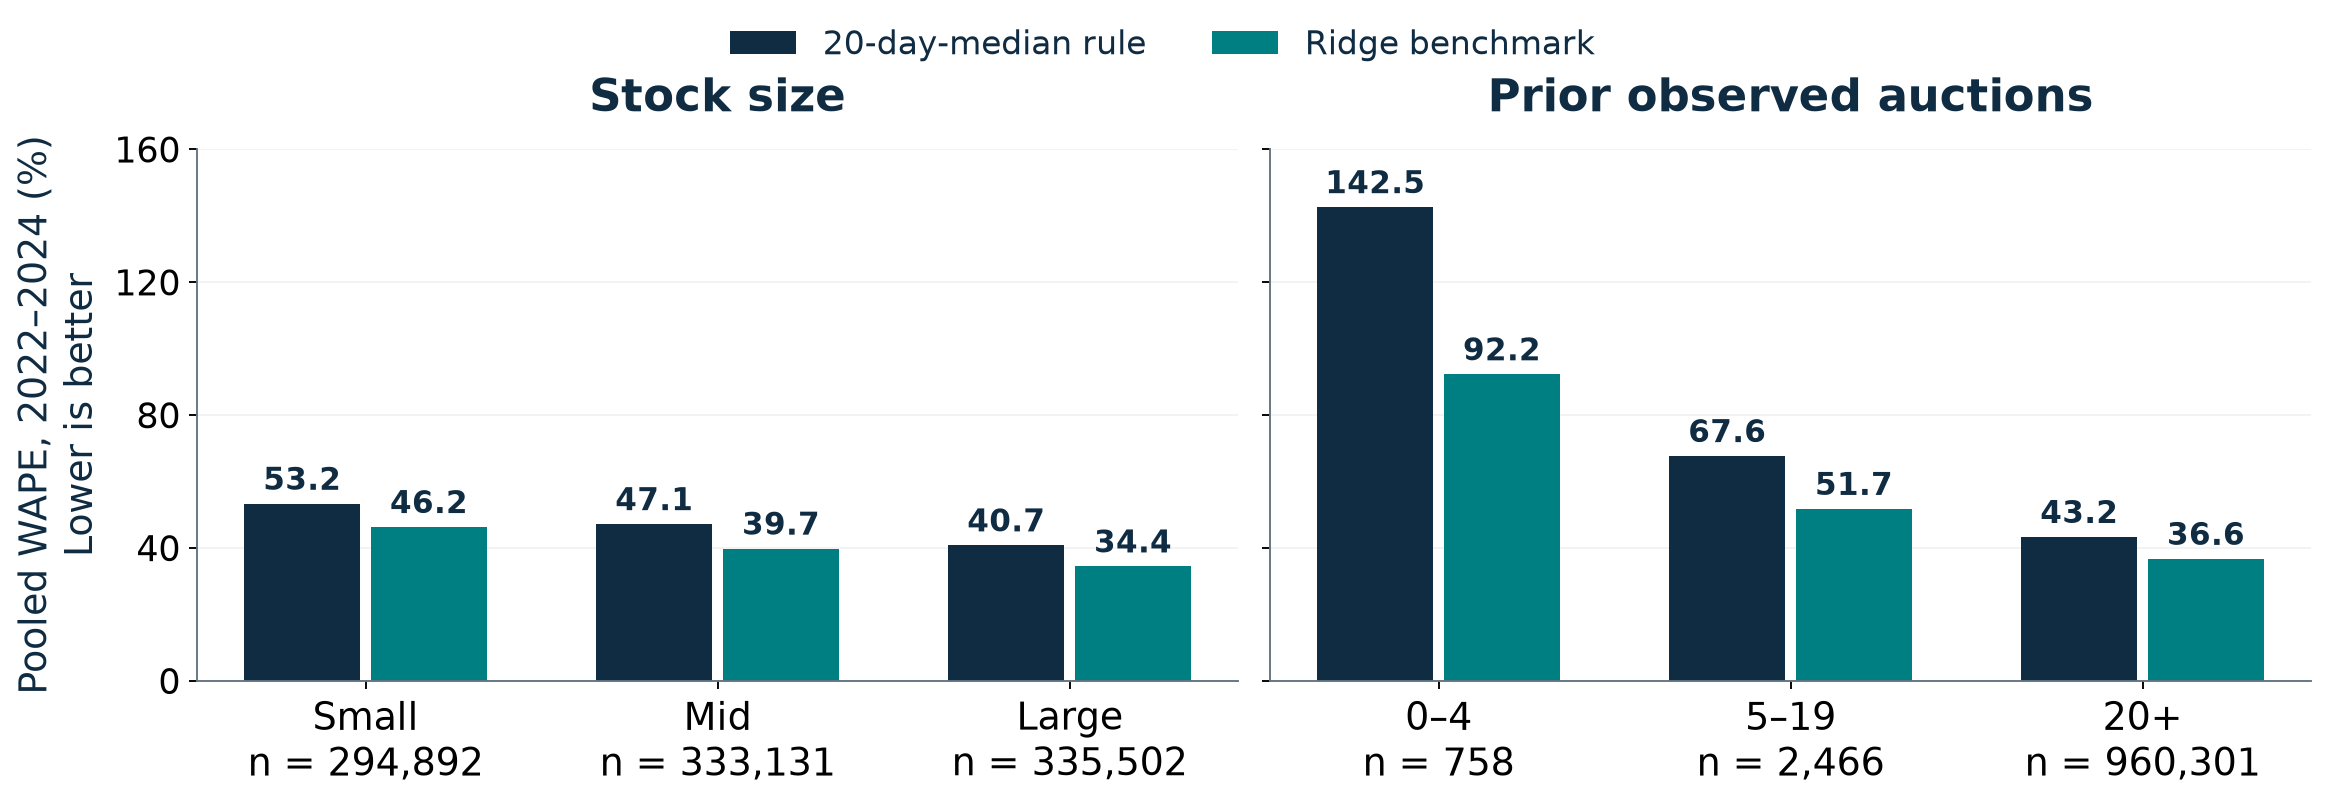 20-day-median rule
Ridge benchmark
Stock size
Prior observed auctions
Pooled WAPE, 2022–2024 (%)
Lower is better
160
120
80
40
0
53.2
46.2
47.1
39.7
40.7
34.4
142.5
92.2
67.6
51.7
43.2
36.6
Small
n = 294,892
Mid
n = 333,131
Large
n = 335,502
0–4
n = 758
5–19
n = 2,466
20+
n = 960,301